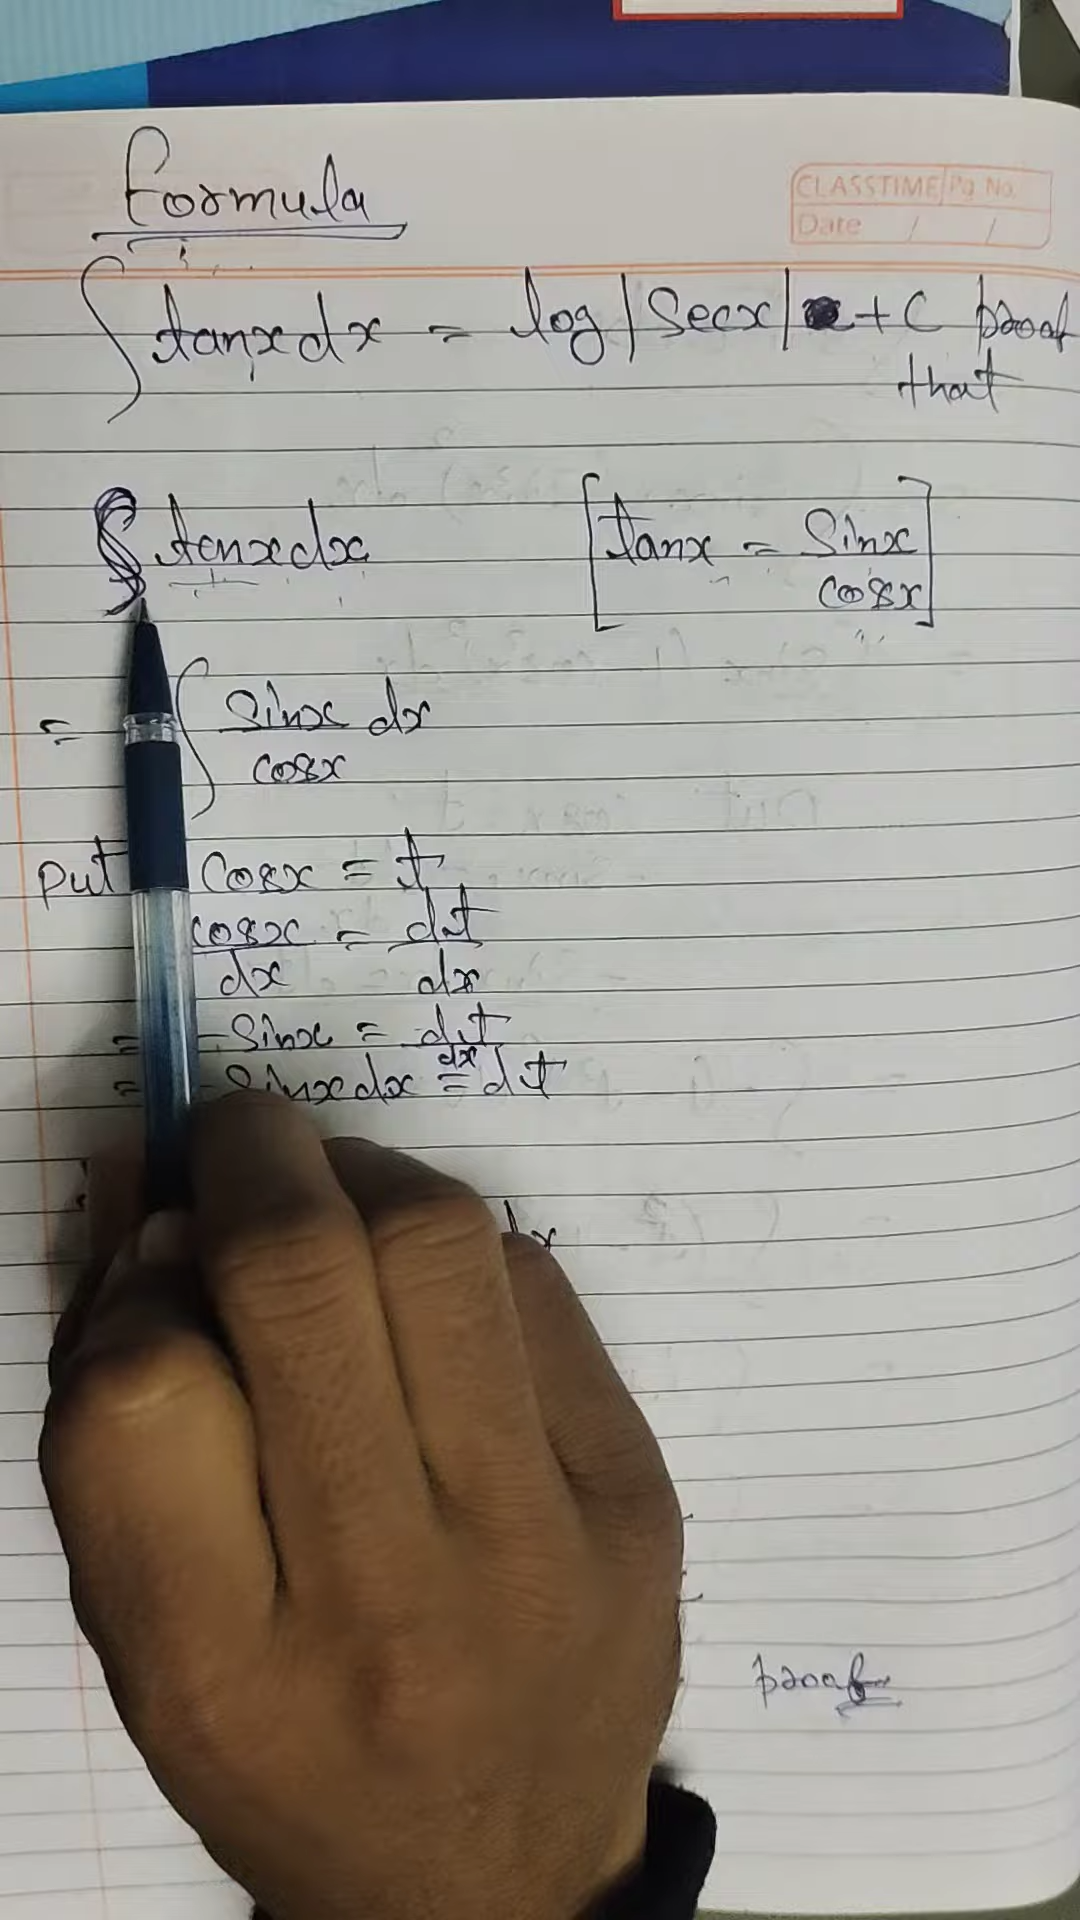 Formula
CLASSTIME Pg. No.
Date / /
∫ tanx dx = log |Secx| + C proof
that
∫ tanx dx [tanx = Sinx
cosx]
= ∫ Sinx dx
cosx
put Cosx = t
cosx = dt
dx dx
= -Sinx = dt
dx
= -Sinx dx = dt
dx
proof